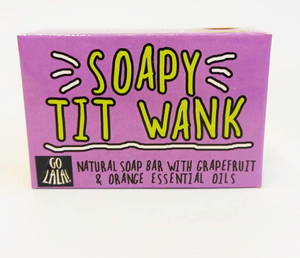 SOAPY
TIT WANK
GO
LALA!
NATURAL SOAP BAR WITH GRAPEFRUIT
& ORANGE ESSENTIAL OILS